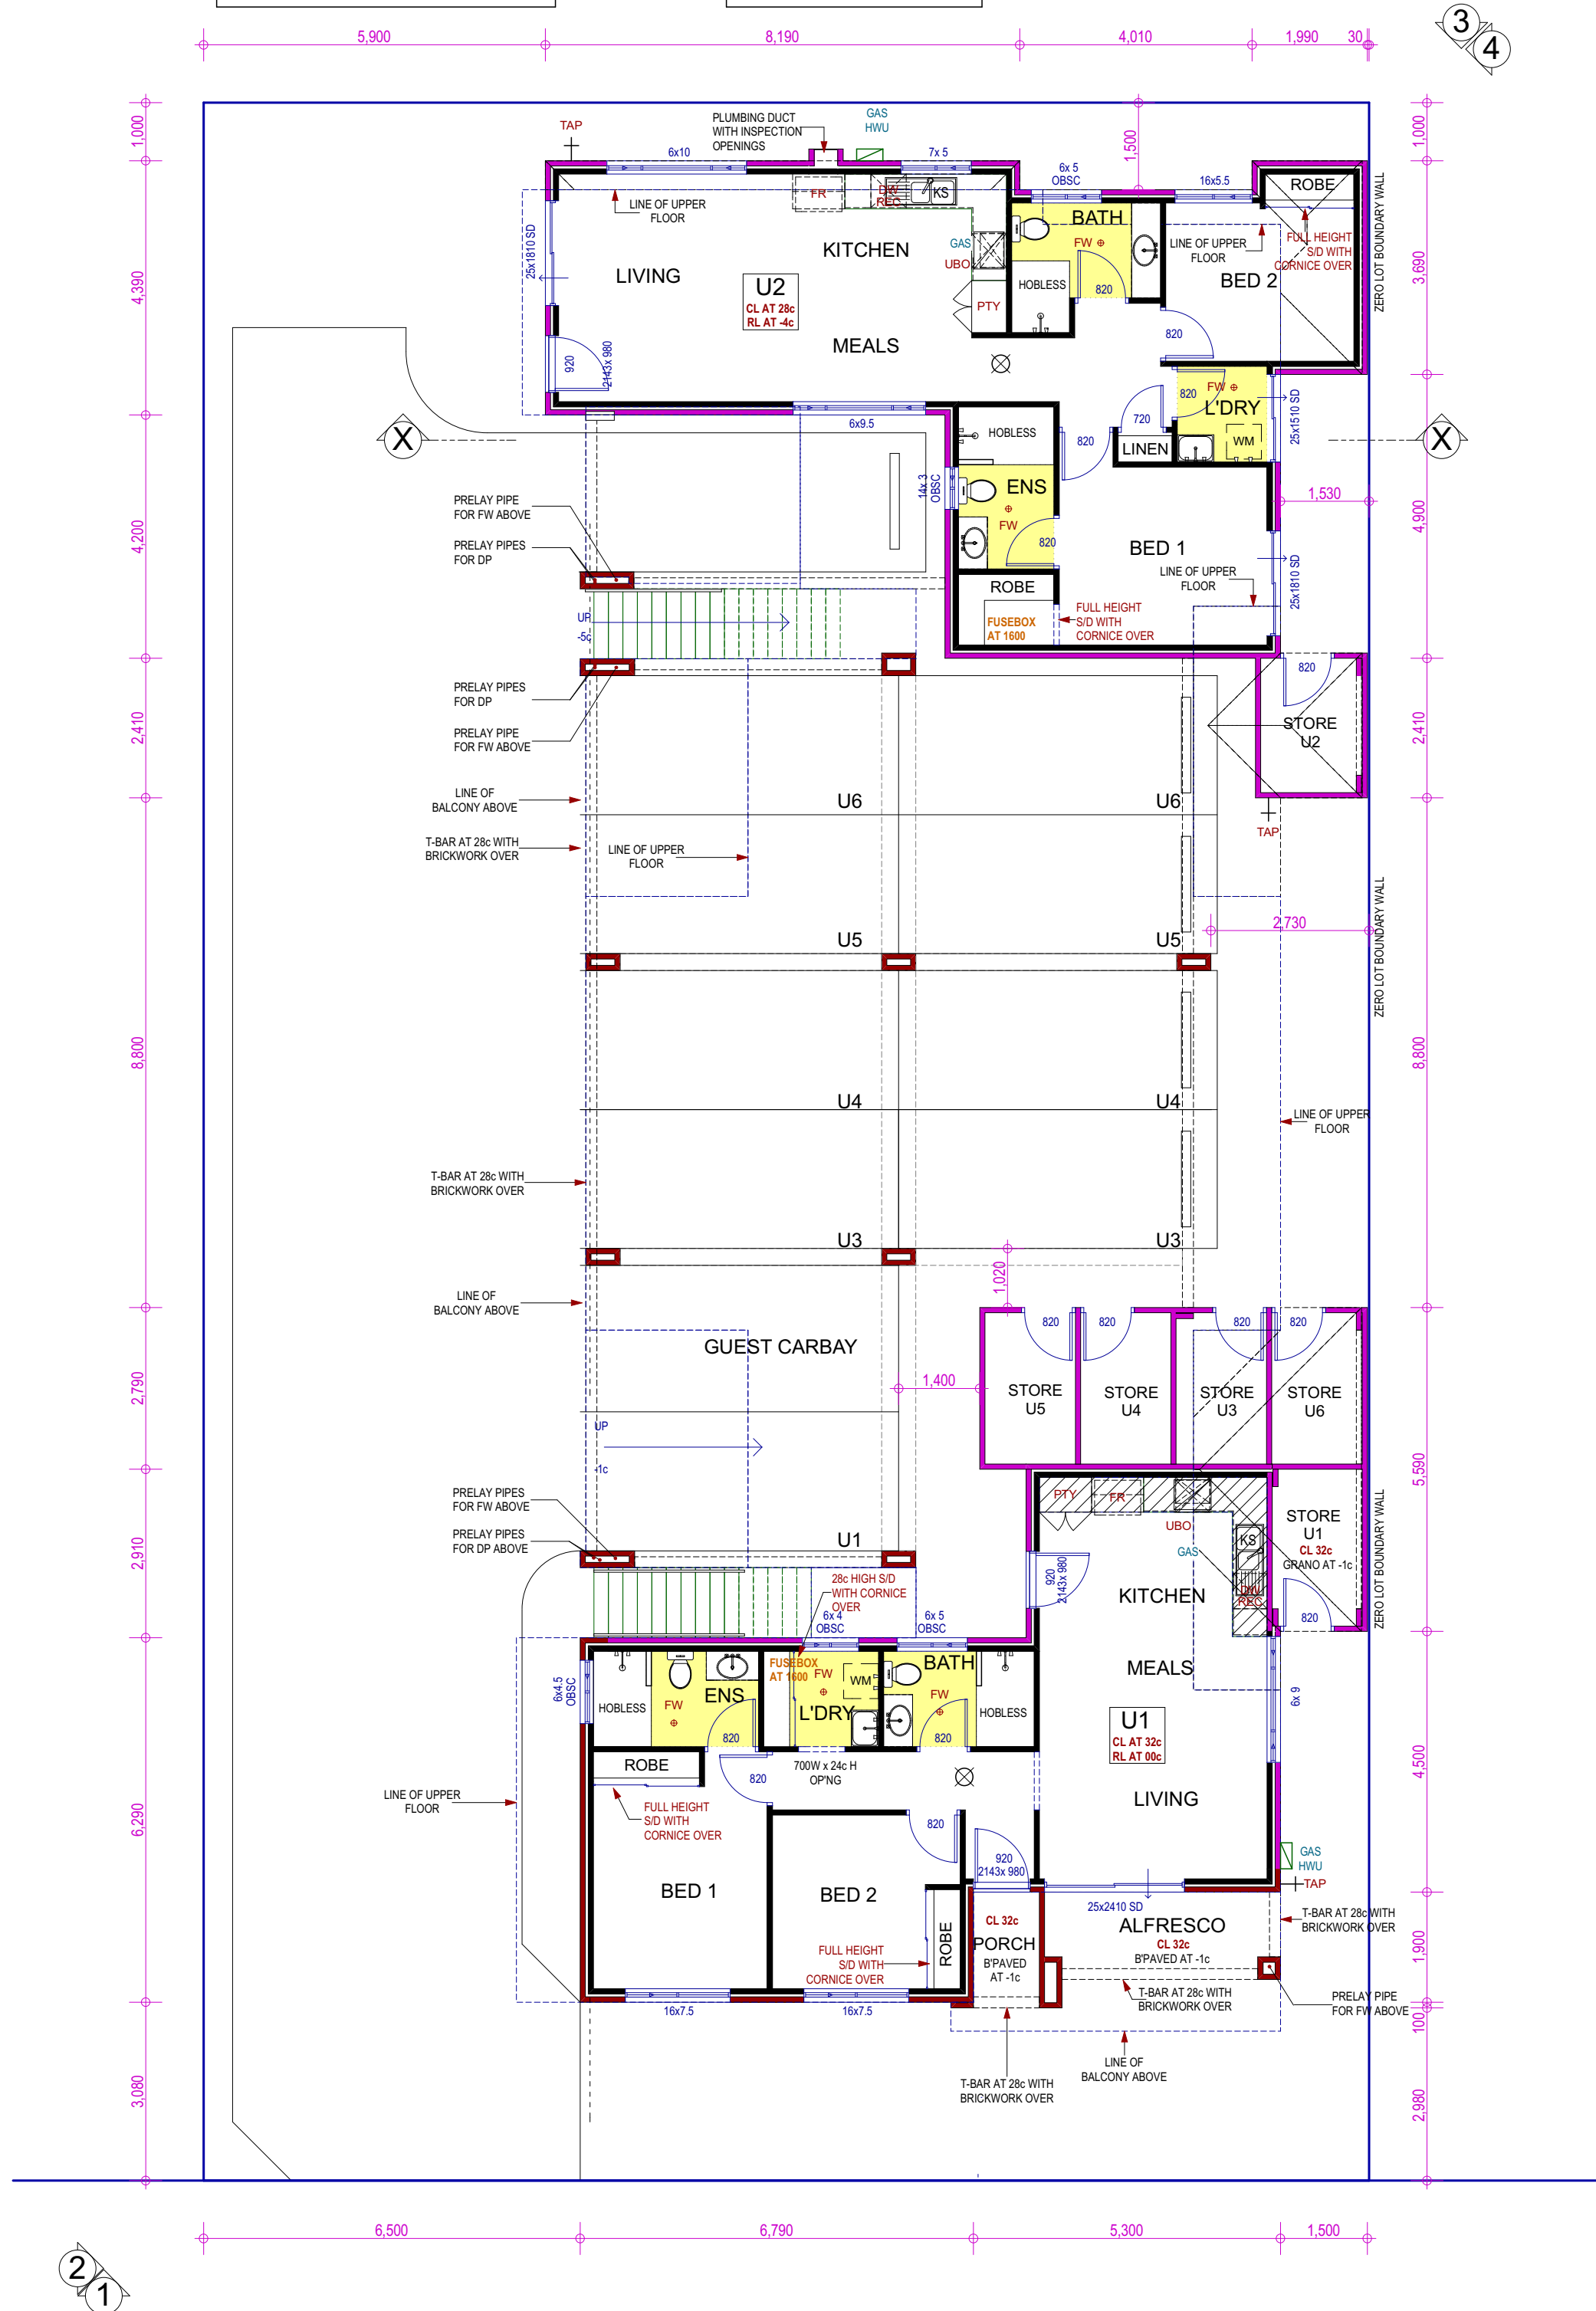 5,900
8,190
4,010
1,990
30
3
4
1,000
1,500
1,000
TAP
PLUMBING DUCT
WITH INSPECTION
OPENINGS
GAS
HWU
6x10
7x 5
6x 5
OBSC
16x5.5
ROBE
ZERO LOT BOUNDARY WALL
LINE OF UPPER
FLOOR
FR
DW
REC
KS
BATH
FW
LINE OF UPPER
FLOOR
FULL HEIGHT
S/D WITH
CORNICE OVER
25x1810 SD
LIVING
KITCHEN
GAS
UBO
HOBLESS
820
BED 2
4,390
3,690
U2
CL AT 28c
RL AT -4c
PTY
MEALS
820
920
2143x 980
FW
820
L'DRY
25x1510 SD
6x9.5
720
X
HOBLESS
820
LINEN
WM
X
14x 3
OBSC
ENS
FW
1,530
PRELAY PIPE
FOR FW ABOVE
4,200
4,900
PRELAY PIPES
FOR DP
820
BED 1
LINE OF UPPER
FLOOR
25x1810 SD
ROBE
UP
-5c
FUSEBOX
AT 1600
FULL HEIGHT
S/D WITH
CORNICE OVER
820
PRELAY PIPES
FOR DP
STORE
U2
2,410
2,410
PRELAY PIPE
FOR FW ABOVE
LINE OF
BALCONY ABOVE
U6
U6
TAP
T-BAR AT 28c WITH
BRICKWORK OVER
LINE OF UPPER
FLOOR
ZERO LOT BOUNDARY WALL
2,730
U5
U5
8,800
8,800
U4
U4
LINE OF UPPER
FLOOR
T-BAR AT 28c WITH
BRICKWORK OVER
U3
U3
1,020
LINE OF
BALCONY ABOVE
820
820
820
820
GUEST CARBAY
1,400
2,790
STORE
U5
STORE
U4
STORE
U3
STORE
U6
UP
-1c
PRELAY PIPES
FOR FW ABOVE
PTY
FR
UBO
GAS
KS
STORE
U1
CL 32c
GRANO AT -1c
5,590
ZERO LOT BOUNDARY WALL
PRELAY PIPES
FOR DP ABOVE
2,910
U1
28c HIGH S/D
WITH CORNICE
OVER
920
2143x 980
KITCHEN
DW
REC
820
6x 4
OBSC
6x 5
OBSC
6x4.5
OBSC
FUSEBOX
AT 1600
FW
WM
BATH
MEALS
HOBLESS
FW
ENS
L'DRY
FW
HOBLESS
6x 9
820
820
U1
CL AT 32c
RL AT 00c
ROBE
820
700W x 24c H
OP'NG
4,500
LINE OF UPPER
FLOOR
FULL HEIGHT
S/D WITH
CORNICE OVER
820
LIVING
6,290
920
2143x 980
GAS
HWU
BED 1
BED 2
TAP
25x2410 SD
ROBE
CL 32c
PORCH
B'PAVED
AT -1c
ALFRESCO
CL 32c
B'PAVED AT -1c
T-BAR AT 28c WITH
BRICKWORK OVER
1,900
FULL HEIGHT
S/D WITH
CORNICE OVER
T-BAR AT 28c WITH
BRICKWORK OVER
PRELAY PIPE
FOR FW ABOVE
100
16x7.5
16x7.5
LINE OF
BALCONY ABOVE
T-BAR AT 28c WITH
BRICKWORK OVER
3,080
2,980
6,500
6,790
5,300
1,500
2
1